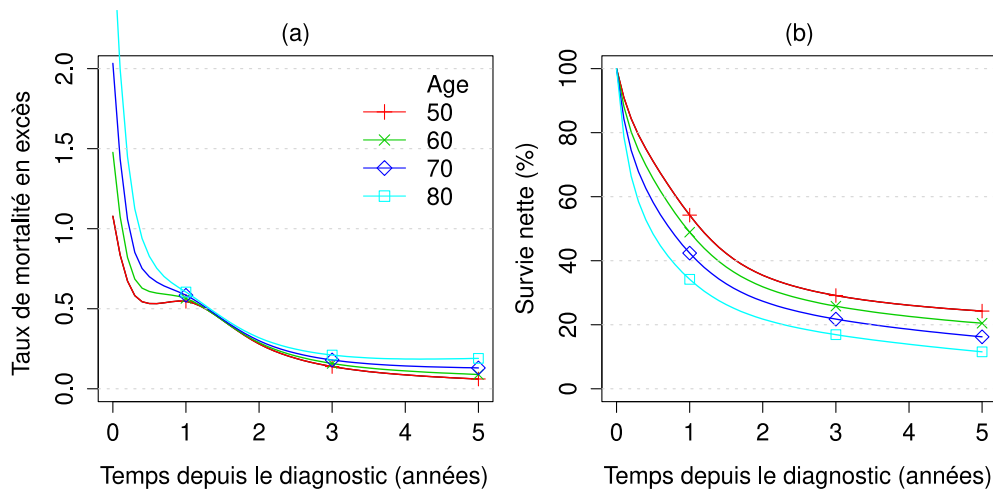 (a)
Taux de mortalité en excès
0.0 0.5 1.0 1.5 2.0
Age
50
60
70
80
0 1 2 3 4 5
Temps depuis le diagnostic (années)
(b)
Survie nette (%)
0 20 40 60 80 100
0 1 2 3 4 5
Temps depuis le diagnostic (années)